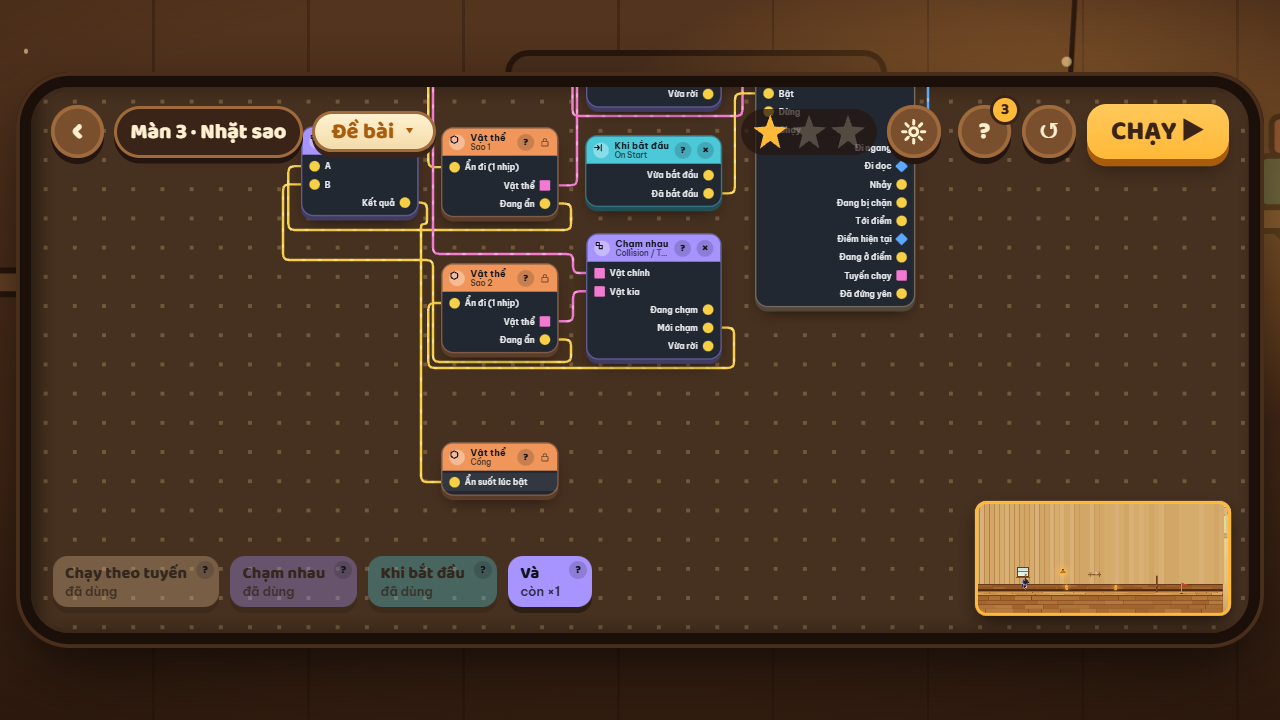 Màn 3 · Nhặt sao
Đề bài
3
?
CHẠY
A
B
Kết quả
Vật thể
Sao 1
?
Ẩn đi (1 nhịp)
Vật thể
Đang ẩn
Vừa rời
Khi bắt đầu
On Start
?
Vừa bắt đầu
Đã bắt đầu
Bật
Dừng
Đi ngang
Đi dọc
Nhảy
Đang bị chặn
Tới điểm
Điểm hiện tại
Đang ở điểm
Tuyến chạy
Đã đứng yên
Vật thể
Sao 2
?
Ẩn đi (1 nhịp)
Vật thể
Đang ẩn
Chạm nhau
Collision / T...
?
Vật chính
Vật kia
Đang chạm
Mới chạm
Vừa rời
Vật thể
Cổng
?
Ẩn suốt lúc bật
Chạy theo tuyến
?
đã dùng
Chạm nhau
?
đã dùng
Khi bắt đầu
?
đã dùng
Và
?
còn ×1